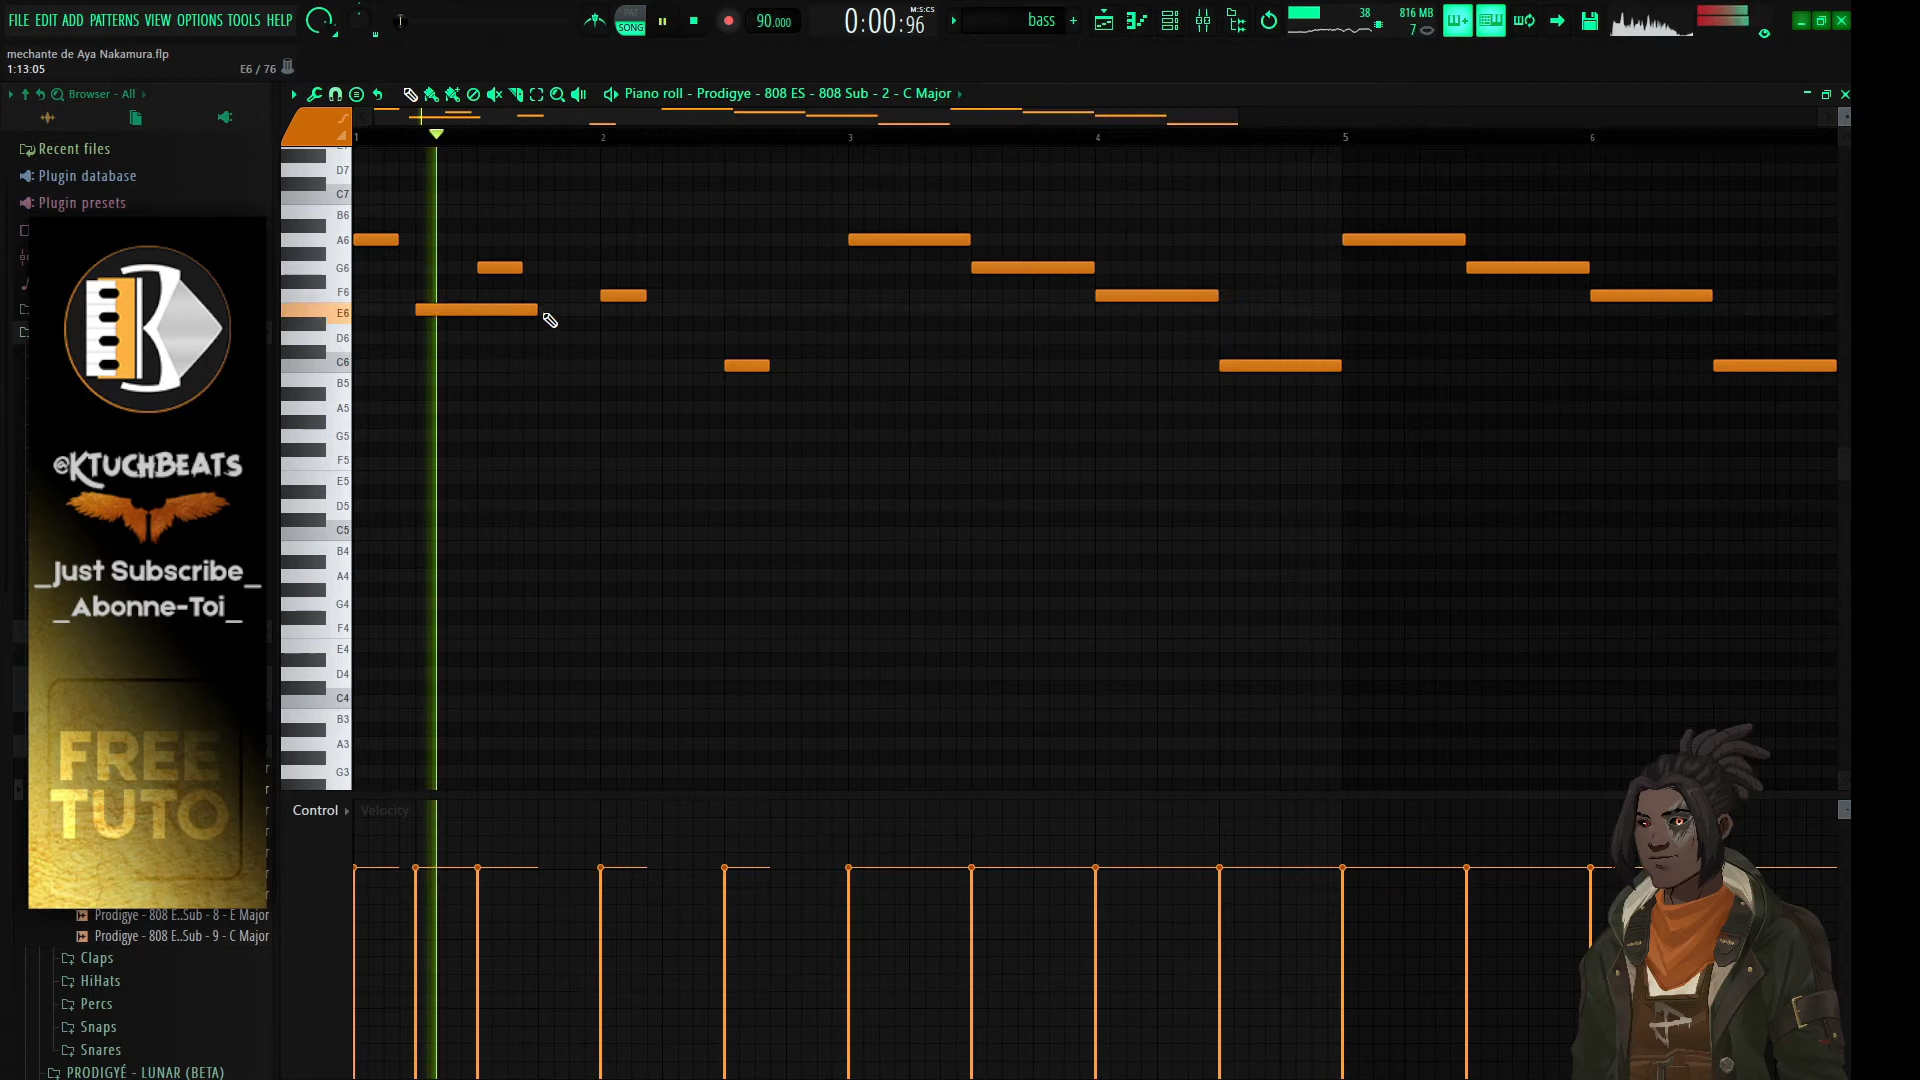 FILE EDIT ADD PATTERNS VIEW OPTIONS TOOLS HELP
PAT
SONG
90.000
0:00:96
M:S:CS
bass
38
816 MB
7
mechante de Aya Nakamura.flp
1:13:05
E6 / 76
Browser - All
Piano roll - Prodigye - 808 ES - 808 Sub - 2 - C Major
1
2
3
4
5
6
Recent files
Plugin database
Plugin presets
D7
C7
B6
A6
G6
F6
E6
D6
C6
B5
A5
G5
F5
E5
D5
C5
B4
A4
G4
F4
E4
D4
C4
B3
A3
G3
@KTUCHBEATS
_Just Subscribe_
_Abonne-Toi_
FREE
TUTO
Control
Velocity
Prodigye - 808 E..Sub - 8 - E Major
Prodigye - 808 E..Sub - 9 - C Major
Claps
HiHats
Percs
Snaps
Snares
PRODIGYÉ - LUNAR (BETA)